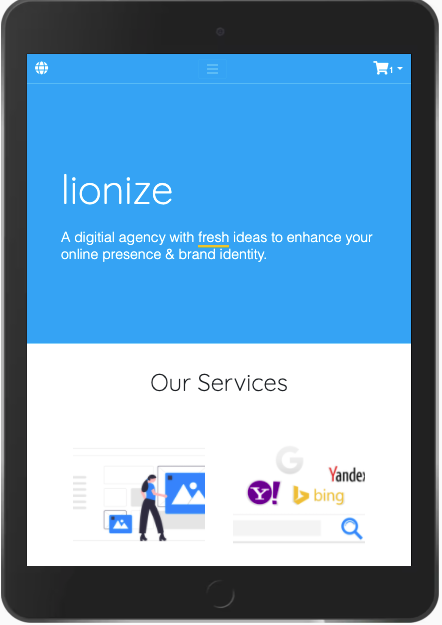 1
lionize
A digitial agency with fresh ideas to enhance your
online presence & brand identity.
Our Services
G
Yandex
Y!
bing